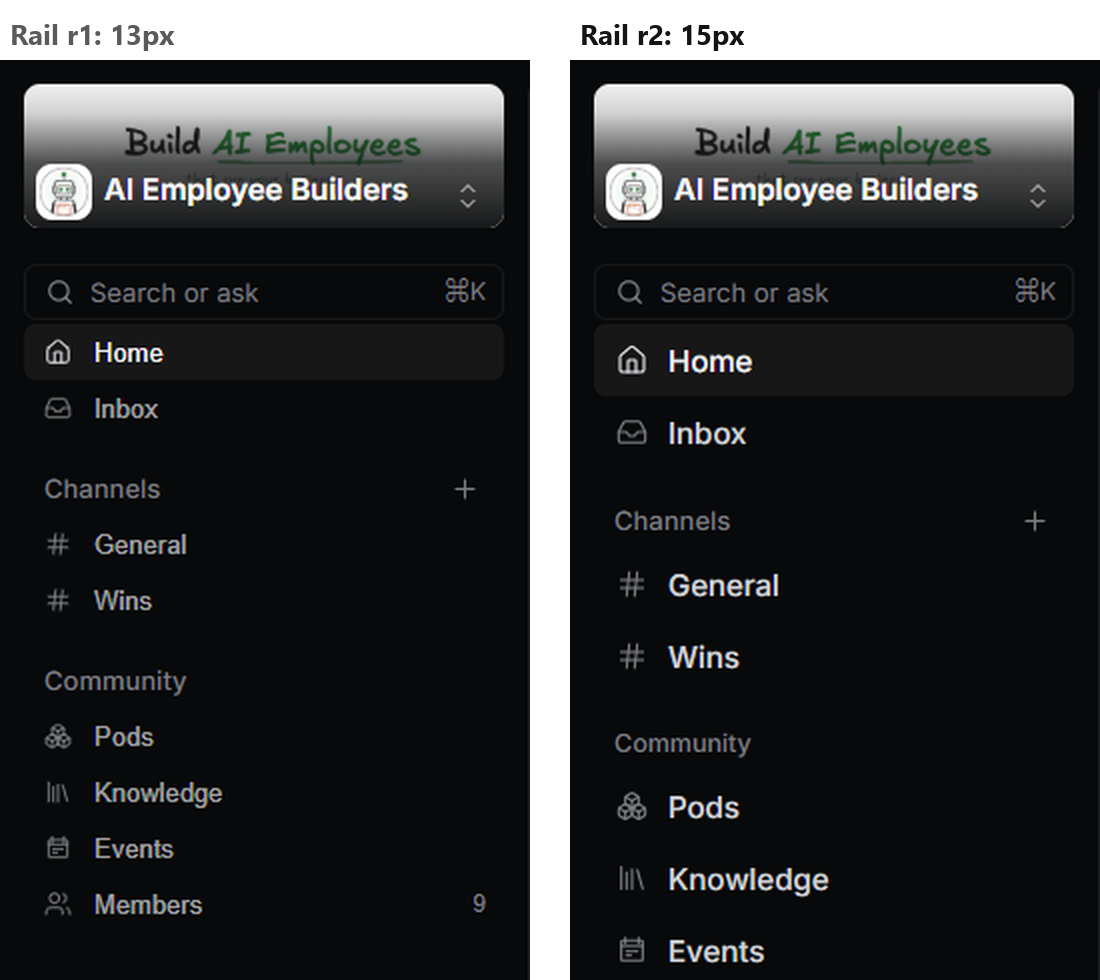 Rail r1: 13px
Build AI Employees
AI Employee Builders
Search or ask ⌘K
Home
Inbox
Channels
General
Wins
Community
Pods
Knowledge
Events
Members 9
Rail r2: 15px
Build AI Employees
AI Employee Builders
Search or ask ⌘K
Home
Inbox
Channels
General
Wins
Community
Pods
Knowledge
Events